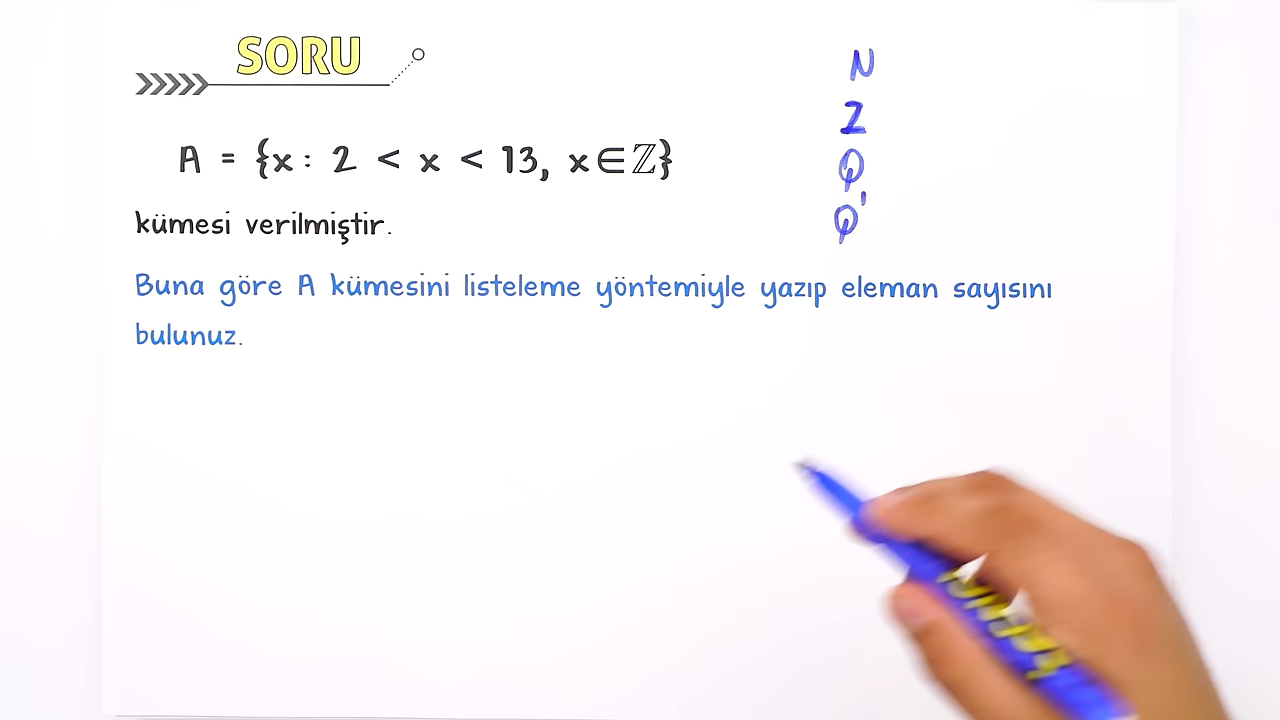 SORU
N
Z
Q
Q'
A = {x : 2 < x < 13, x ∈ ℤ}
kümesi verilmiştir.
Buna göre A kümesini listeleme yöntemiyle yazıp eleman sayısını
bulunuz.